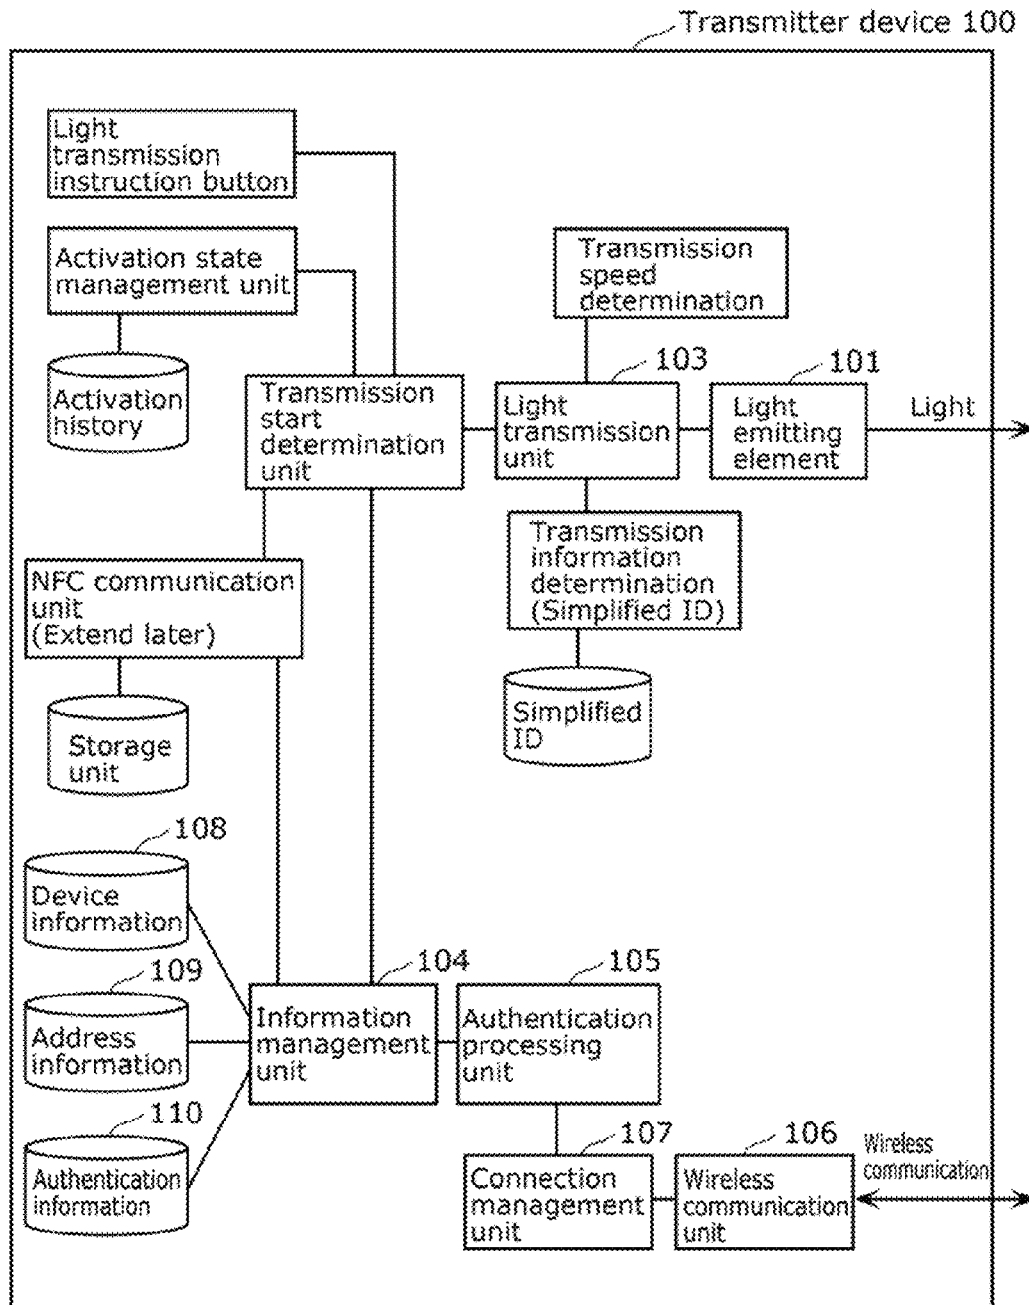 Transmitter device 100
Light
transmission
instruction button
Activation state
management unit
Activation
history
Transmission
speed
determination
103
101
Transmission
start
determination
unit
Light
transmission
unit
Light
emitting
element
Light
NFC communication
unit
(Extend later)
Transmission
information
determination
(Simplified ID)
Storage
unit
Simplified
ID
108
Device
information
109
Address
information
110
Authentication
information
104
Information
management
unit
105
Authentication
processing
unit
107
Connection
management
unit
106
Wireless
communication
unit
Wireless
communication